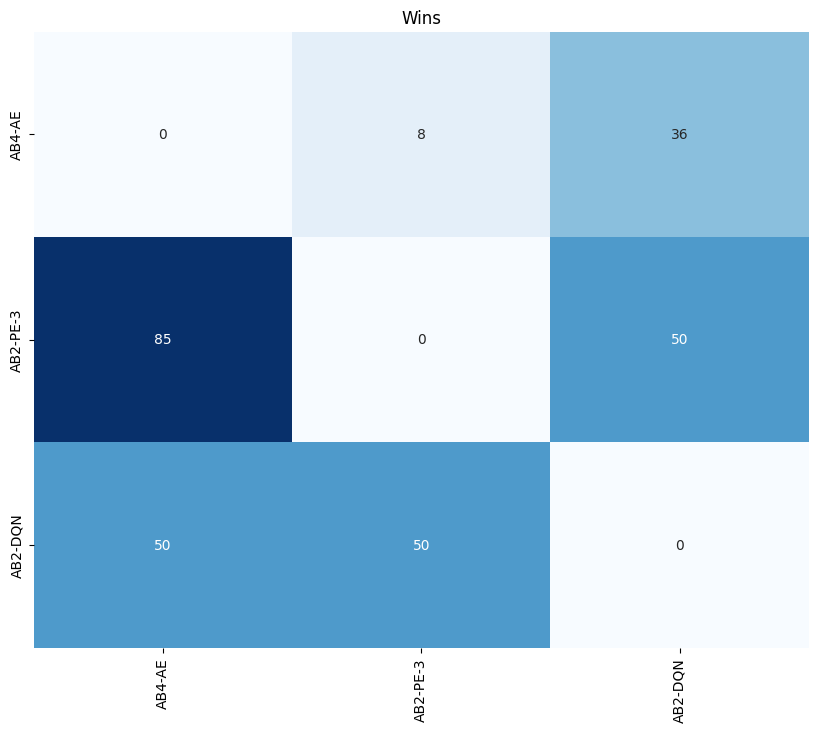 Wins
AB4-AE
0 8 36
AB2-PE-3
85 0 50
AB2-DQN
50 50 0
AB4-AE AB2-PE-3 AB2-DQN